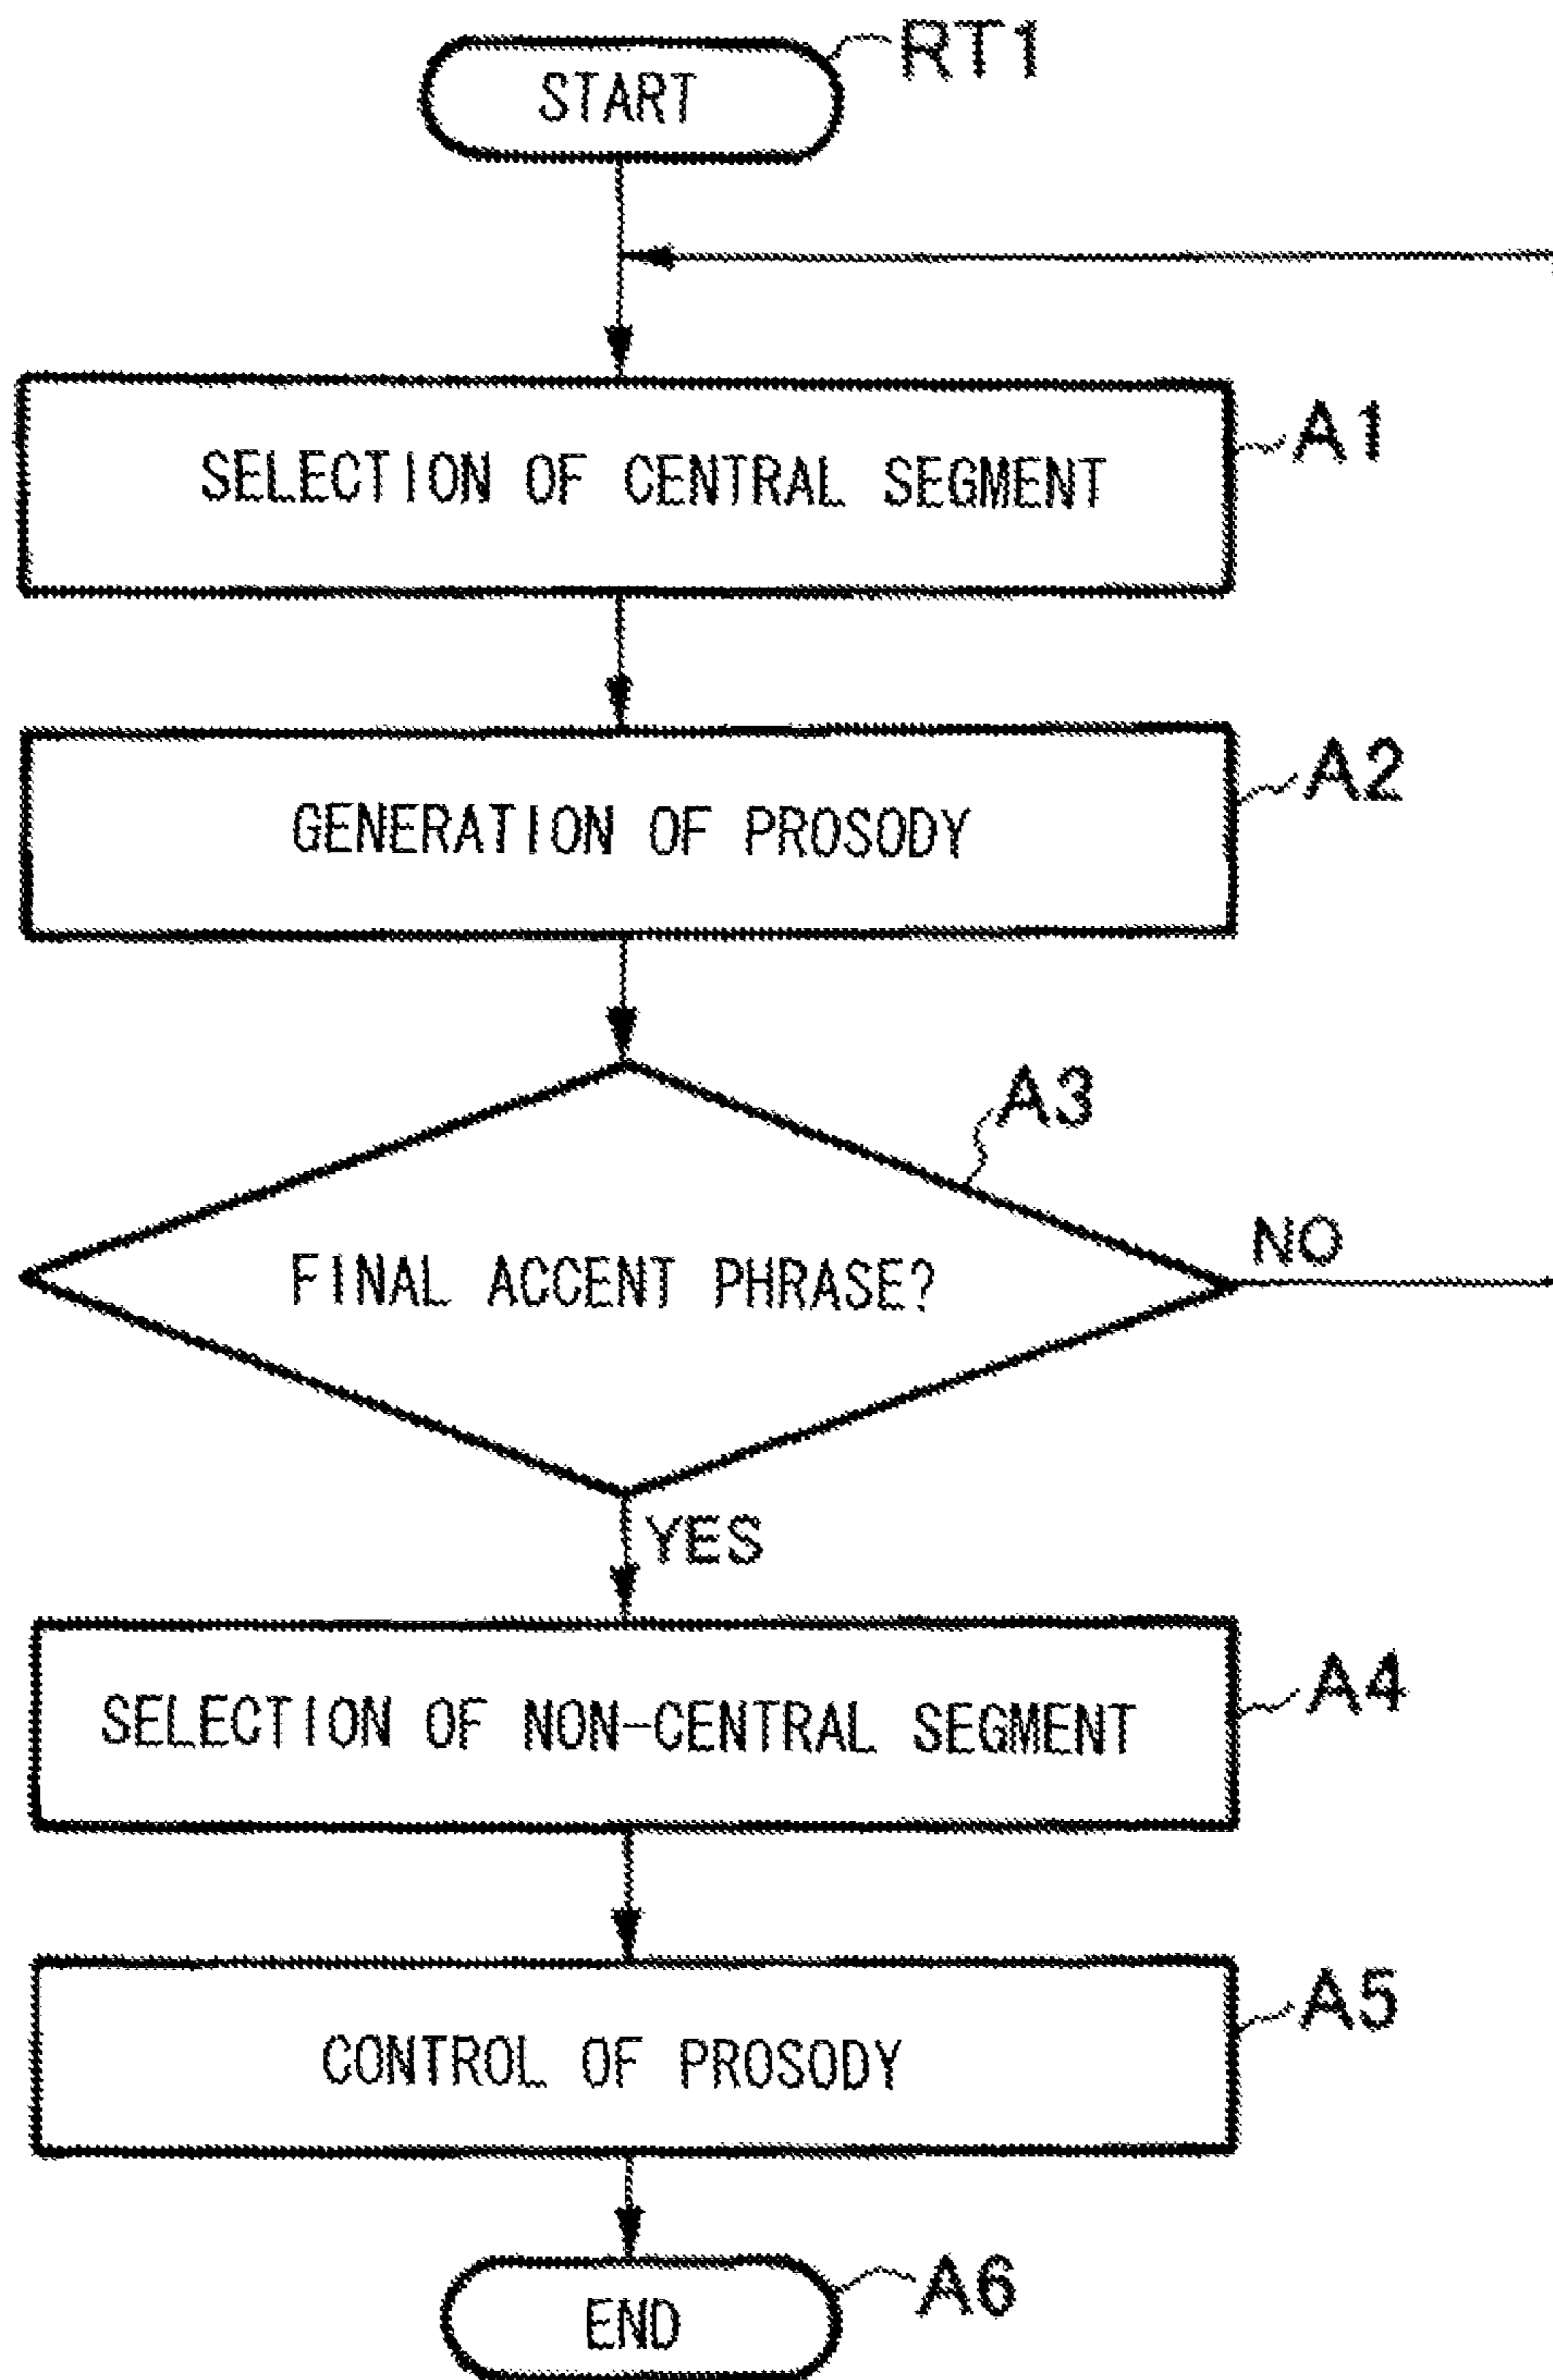 RT1
START
SELECTION OF CENTRAL SEGMENT
A1
GENERATION OF PROSODY
A2
A3
FINAL ACCENT PHRASE?
NO
YES
SELECTION OF NON-CENTRAL SEGMENT
A4
CONTROL OF PROSODY
A5
END
A6